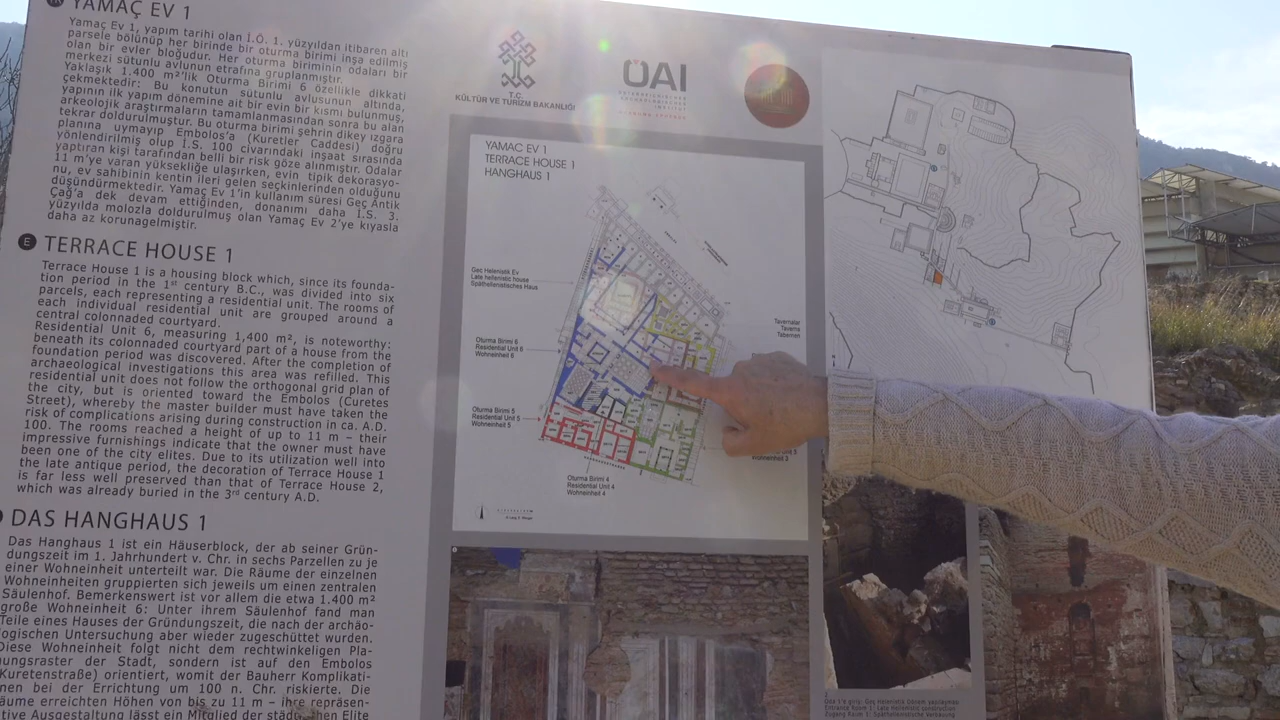 YAMAÇ EV 1
Yamaç Ev 1, yapım tarihi olan İ.Ö. 1. yüzyıldan itibaren altı
parsele bölünüp her birinde bir oturma birimi inşa edilmiş
olan bir evler bloğudur. Her oturma biriminin odaları bir
merkezi sütunlu avlunun etrafına gruplanmıştır.
Yaklaşık 1.400 m²'lik Oturma Birimi 6 özellikle dikkati
çekmektedir: Bu konutun sütunlu avlusunun altında,
yapının ilk yapım dönemine ait bir evin bir kısmı bulunmuş,
arkeolojik araştırmaların tamamlanmasından sonra bu alan
tekrar doldurulmuştur. Bu oturma birimi şehrin dikey ızgara
planına uymayıp Embolos'a (Kuretler Caddesi) doğru
yönlendirilmiş olup İ.S. 100 civarındaki inşaat sırasında
yaptıran kişi tarafından belli bir risk göze alınmıştır. Odalar
11 m'ye varan yüksekliğe ulaşırken, evin tipik dekorasyo-
nu, ev sahibinin kentin ileri gelen seçkinlerinden olduğunu
düşündürmektedir. Yamaç Ev 1'in kullanım süresi Geç Antik
Çağ'a dek devam ettiğinden, donanımı daha İ.S. 3.
yüzyılda molozla doldurulmuş olan Yamaç Ev 2'ye kıyasla
daha az korunagelmiştir.
E TERRACE HOUSE 1
Terrace House 1 is a housing block which, since its founda-
tion period in the 1st century B.C., was divided into six
parcels, each representing a residential unit. The rooms of
each individual residential unit are grouped around a
central colonnaded courtyard.
Residential Unit 6, measuring 1,400 m², is noteworthy:
beneath its colonnaded courtyard part of a house from the
foundation period was discovered. After the completion of
archaeological investigations this area was refilled. This
residential unit does not follow the orthogonal grid plan of
the city, but is oriented toward the Embolos (Curetes
Street), whereby the master builder must have taken the
risk of complications arising during construction in ca. A.D.
100. The rooms reached a height of up to 11 m – their
impressive furnishings indicate that the owner must have
been one of the city elites. Due to its utilization well into
the late antique period, the decoration of Terrace House 1
is far less well preserved than that of Terrace House 2,
which was already buried in the 3rd century A.D.
DAS HANGHAUS 1
Das Hanghaus 1 ist ein Häuserblock, der ab seiner Grün-
dungszeit im 1. Jahrhundert v. Chr. in sechs Parzellen zu je
einer Wohneinheit unterteilt war. Die Räume der einzelnen
Wohneinheiten gruppierten sich jeweils um einen zentralen
Säulenhof. Bemerkenswert ist vor allem die etwa 1.400 m²
große Wohneinheit 6: Unter ihrem Säulenhof fand man
Teile eines Hauses der Gründungszeit, die nach der archäo-
logischen Untersuchung aber wieder zugeschüttet wurden.
Diese Wohneinheit folgt nicht dem rechtwinkeligen Pla-
nungsraster der Stadt, sondern ist auf den Embolos
(Kuretenstraße) orientiert, womit der Bauherr Komplikati-
nen bei der Errichtung um 100 n. Chr. riskierte. Die
äume erreichten Höhen von bis zu 11 m – ihre repräsen-
tive Ausgestaltung lässt ein Mitglied der städtischen Elite
T.C.
KÜLTÜR VE TURİZM BAKANLIĞI
ÖAI
YAMAÇ EV 1
TERRACE HOUSE 1
HANGHAUS 1
Geç Helenistik Ev
Late hellenistic house
Späthellenistisches Haus
Oturma Birimi 6
Residential Unit 6
Wohneinheit 6
Oturma Birimi 5
Residential Unit 5
Wohneinheit 5
Oturma Birimi 4
Residential Unit 4
Wohneinheit 4
Tavernalar
Taverns
Tabernen
Wohneinheit 3